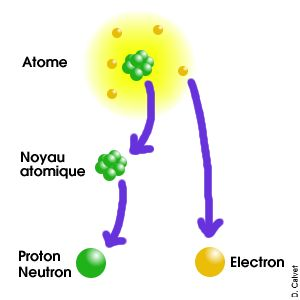 Atome
Noyau
atomique
Proton
Neutron
Electron
D. Calvet